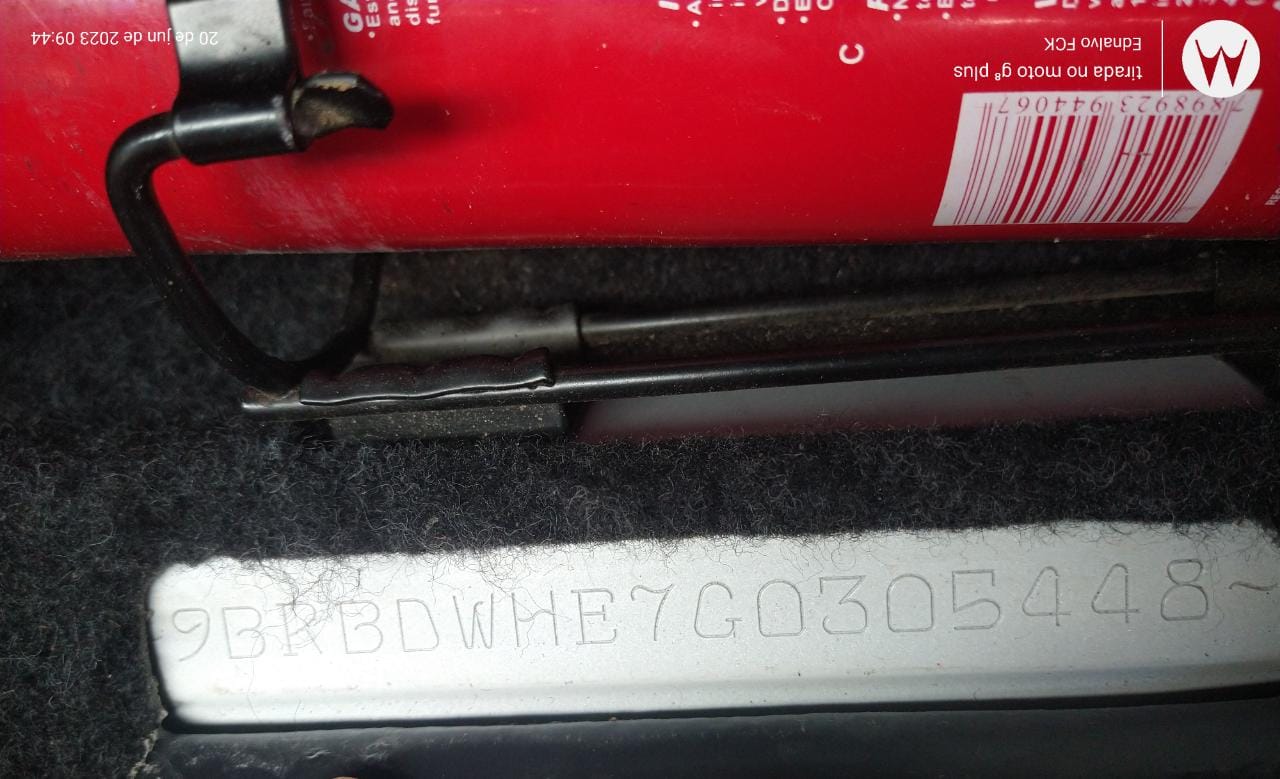 20 de jun de 2023 09:44
tirada no moto g⁸ plus
Ednalvo FCK
C
7898923944067
9BRBDWHE7G0305448~